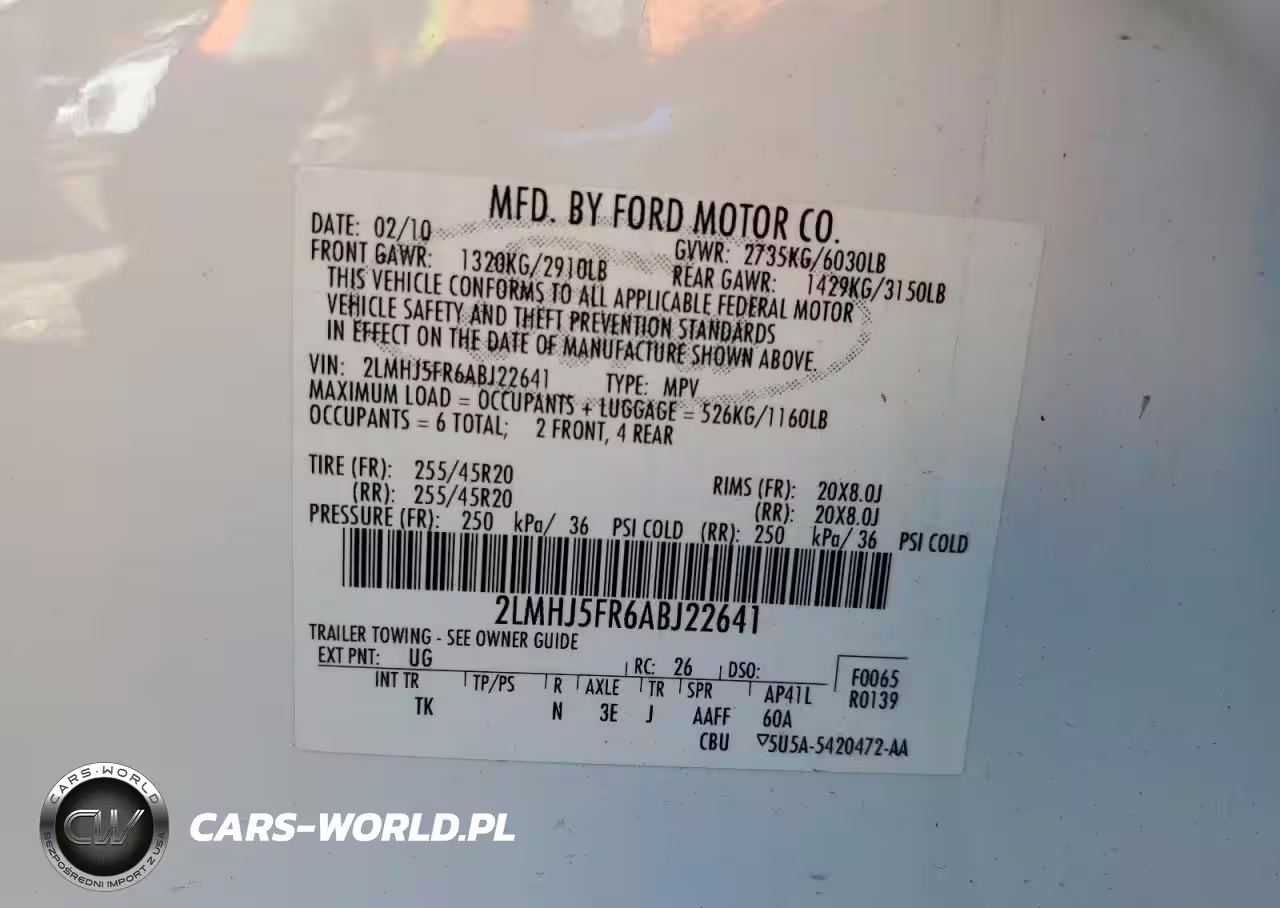 MFD. BY FORD MOTOR CO.
DATE: 02/10 GVWR: 2735KG/6030LB
FRONT GAWR: 1320KG/2910LB REAR GAWR: 1429KG/3150LB
THIS VEHICLE CONFORMS TO ALL APPLICABLE FEDERAL MOTOR
VEHICLE SAFETY AND THEFT PREVENTION STANDARDS
IN EFFECT ON THE DATE OF MANUFACTURE SHOWN ABOVE.
VIN: 2LMHJ5FR6ABJ22641 TYPE: MPV
MAXIMUM LOAD = OCCUPANTS + LUGGAGE = 526KG/1160LB
OCCUPANTS = 6 TOTAL; 2 FRONT, 4 REAR
TIRE (FR): 255/45R20 RIMS (FR): 20X8.0J
(RR): 255/45R20 (RR): 20X8.0J
PRESSURE (FR): 250 kPa/ 36 PSI COLD (RR): 250 kPa/ 36 PSI COLD
2LMHJ5FR6ABJ22641
TRAILER TOWING - SEE OWNER GUIDE
EXT PNT: UG RC: 26 DSO: F0065
INT TR TP/PS R AXLE TR SPR AP41L R0139
TK N 3E J AAFF 60A
CBU ▽5U5A-5420472-AA
CARS-WORLD
CW
BEZPOŚREDNI IMPORT Z USA
CARS-WORLD.PL